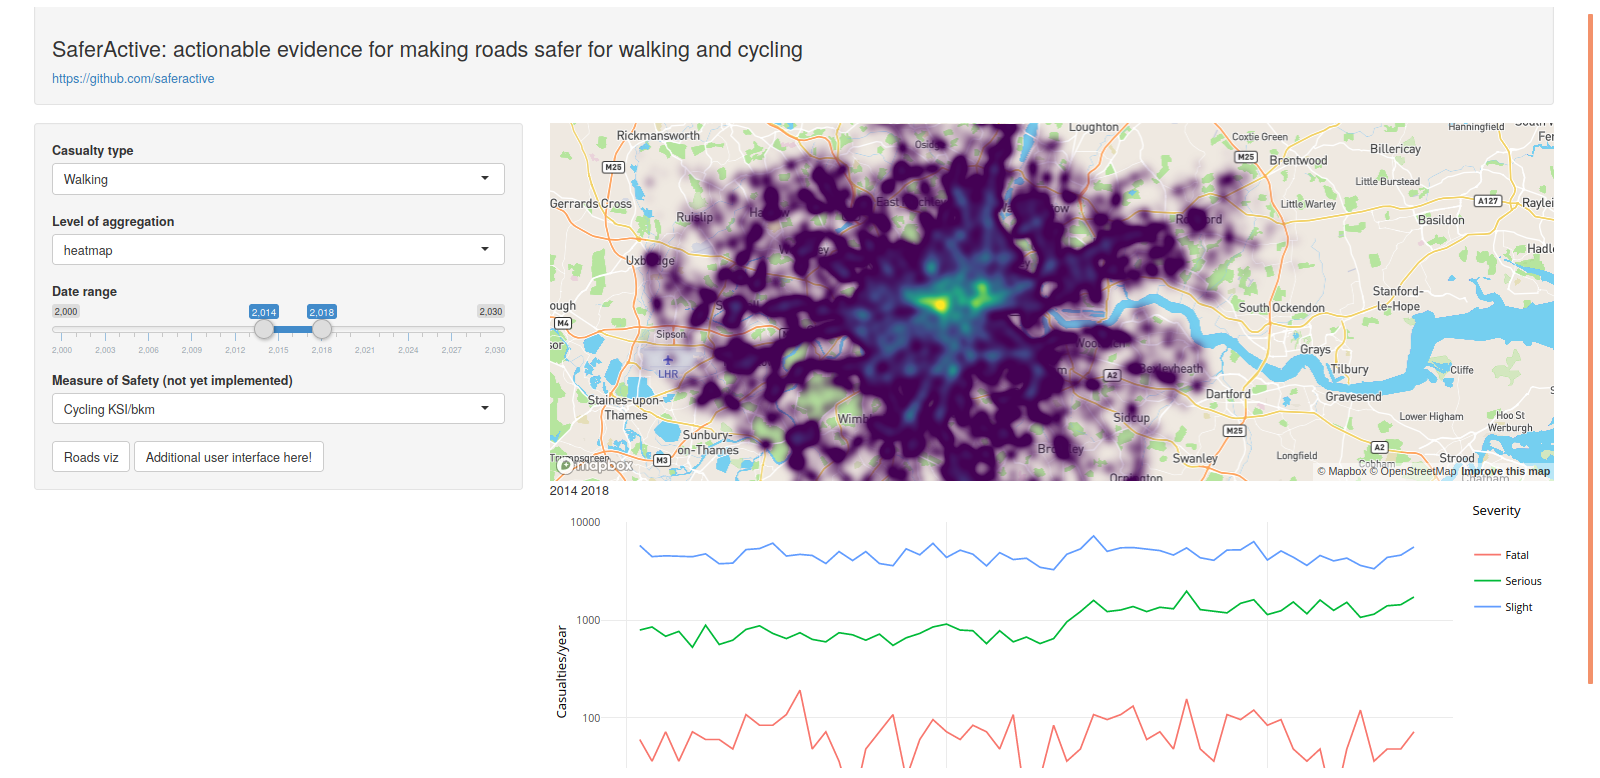 SaferActive: actionable evidence for making roads safer for walking and cycling
https://github.com/saferactive
Casualty type
Walking
Level of aggregation
heatmap
Date range
2,000
2,014
2,018
2,030
2,000 2,003 2,006 2,009 2,012 2,015 2,018 2,021 2,024 2,027 2,030
Measure of Safety (not yet implemented)
Cycling KSI/bkm
Roads viz
Additional user interface here!
Rickmansworth
Loughton
Hanningfield
Coxtie Green
M25
M25
Brentwood
Billericay
Little Burstead
Gerrards Cross
Ruislip
Little Warley
A127
Basildon
Uxbridge
ough
M4
Sipson
LHR
South Ockendon
Stanford-
le-Hope
Grays
Tilbury
Cliffe
A2
Bexleyheath
Dartford
Gravesend
Staines-upon-
Thames
Sidcup
Lower Higham
Hoo St
Werburgh
Sunbury-
on-Thames
M25
A2
M3
Swanley
Longfield
Strood
Cobham
Orpington
Chatham
mapbox
© Mapbox © OpenStreetMap Improve this map
2014 2018
Severity
Fatal
Serious
Slight
10000
1000
100
Casualties/year